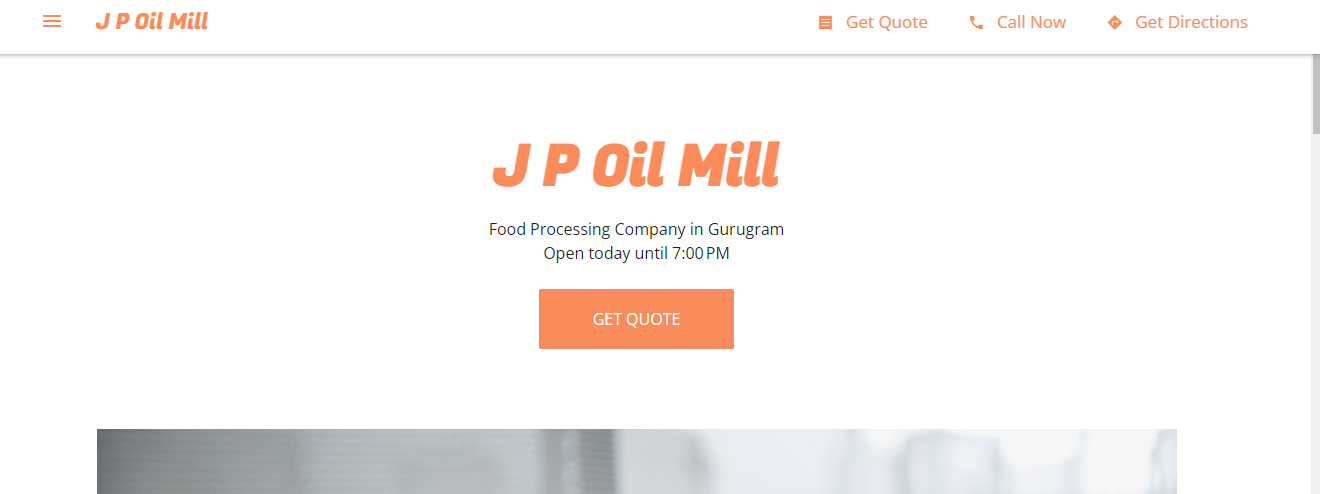 J P Oil Mill
Get Quote
Call Now
Get Directions
J P Oil Mill
Food Processing Company in Gurugram
Open today until 7:00 PM
GET QUOTE